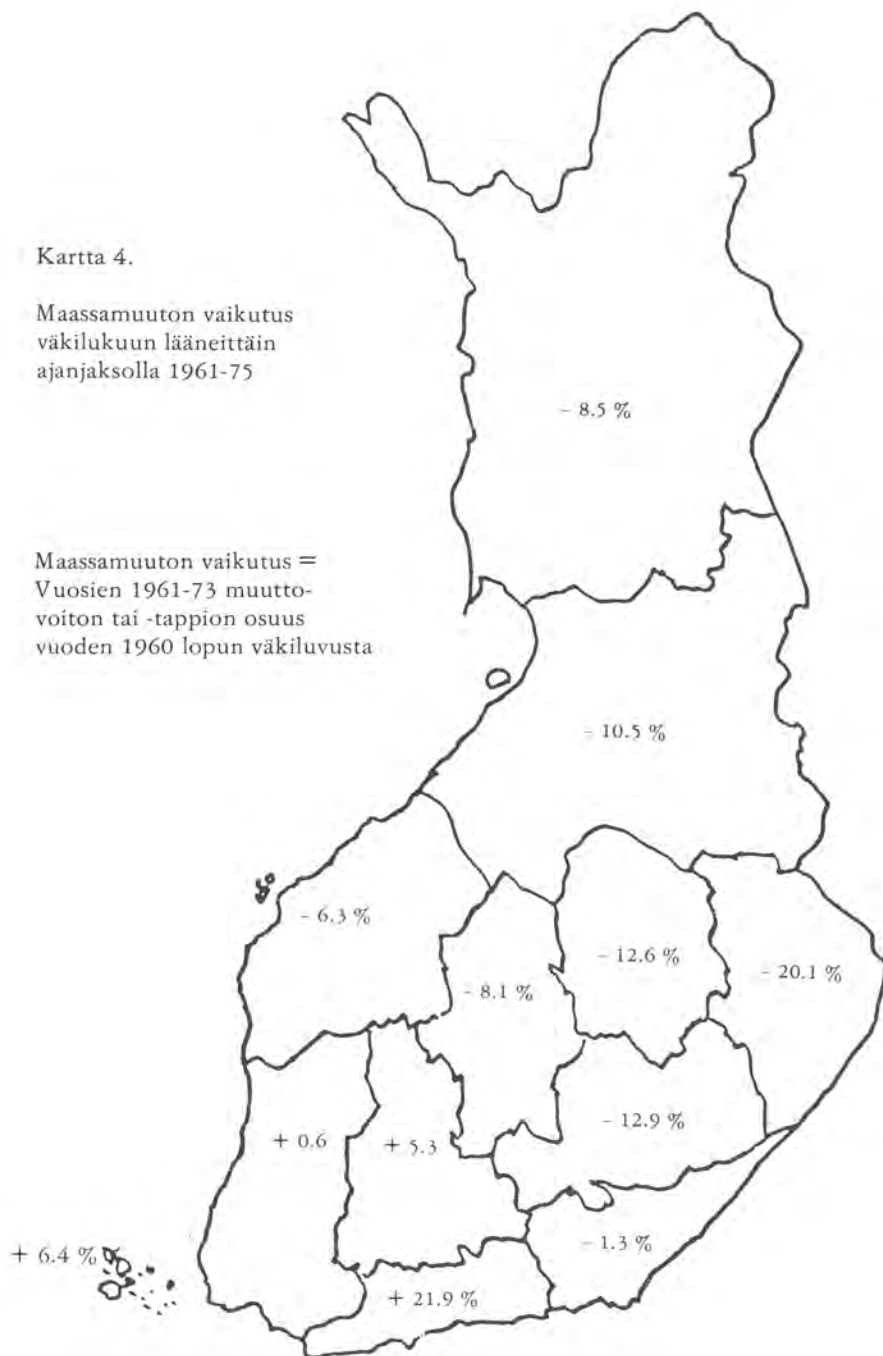 Kartta 4.
Maassamuuton vaikutus
väkilukuun lääneittäin
ajanjaksolla 1961-75
- 8.5 %
Maassamuuton vaikutus =
Vuosien 1961-73 muutto-
voiton tai -tappion osuus
vuoden 1960 lopun väkiluvusta
- 10.5 %
- 6.3 %
- 12.6 %
- 20.1 %
- 8.1 %
- 12.9 %
+ 0.6
+ 5.3
- 1.3 %
+ 6.4 %
+ 21.9 %